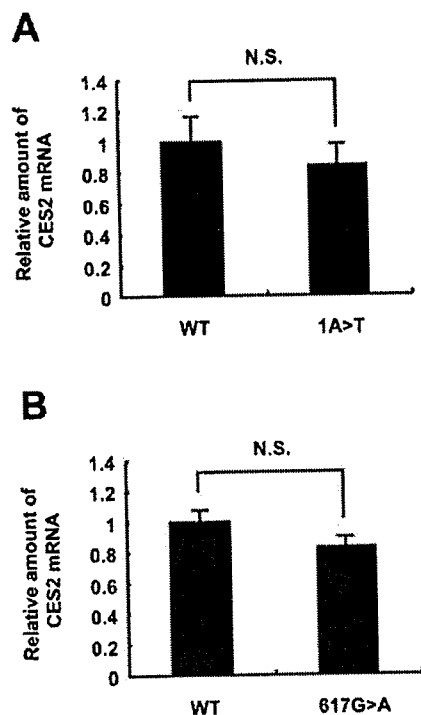 A
N.S.
Relative amount of
CES2 mRNA
1.4
1.2
1
0.8
0.6
0.4
0.2
0
WT 1A>T
B
N.S.
Relative amount of
CES2 mRNA
1.4
1.2
1
0.8
0.6
0.4
0.2
0
WT 617G>A